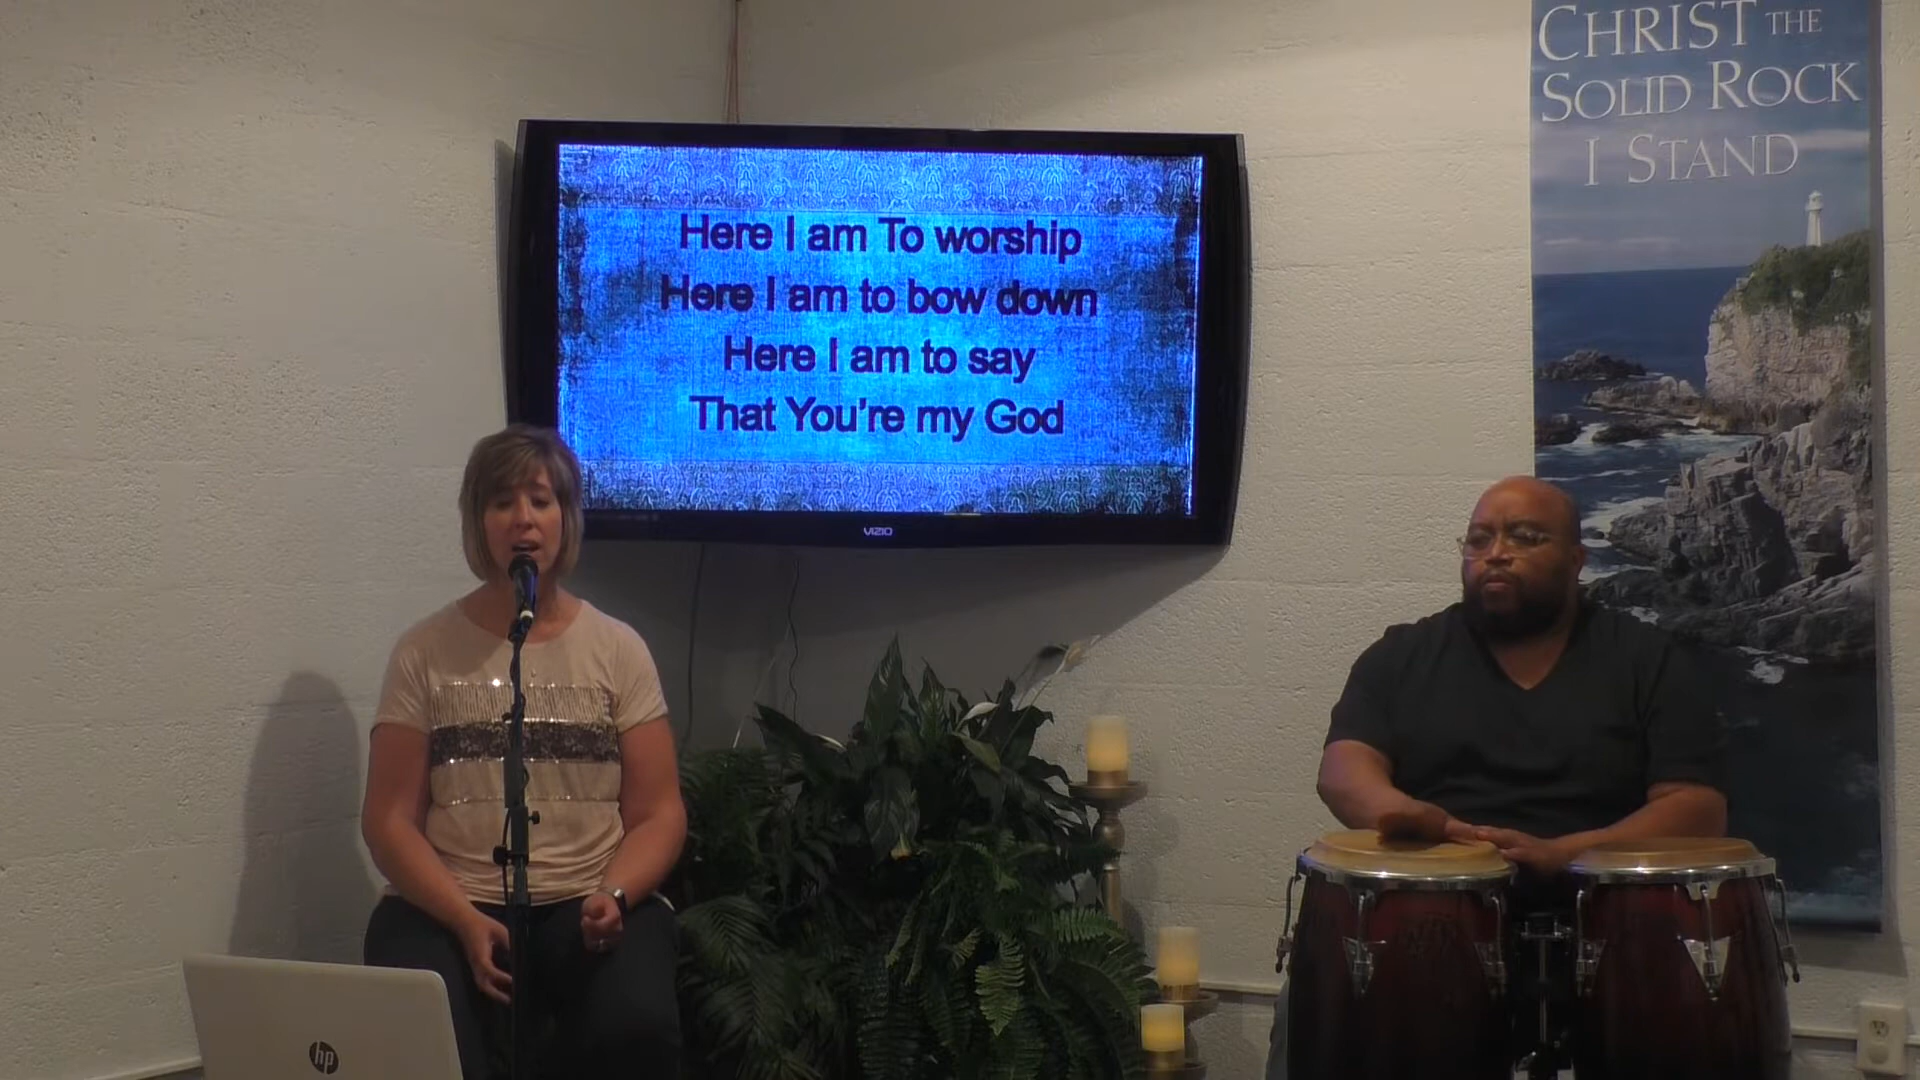 CHRIST THE
SOLID ROCK
I STAND
Here I am To worship
Here I am to bow down
Here I am to say
That You're my God
VIZIO
hp